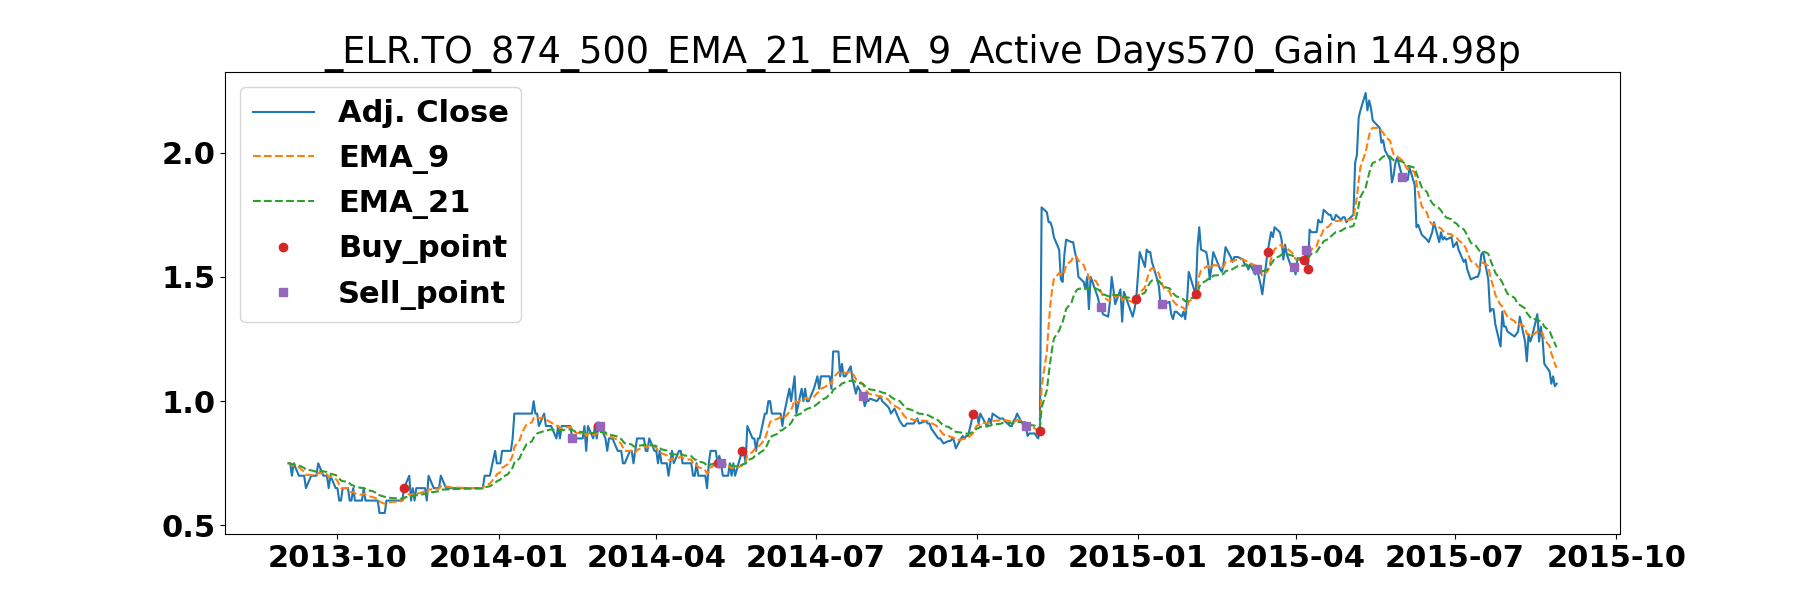 _ELR.TO_874_500_EMA_21_EMA_9_Active Days570_Gain 144.98p
Adj. Close
EMA_9
EMA_21
Buy_point
Sell_point
2.0
1.5
1.0
0.5
2013-10 2014-01 2014-04 2014-07 2014-10 2015-01 2015-04 2015-07 2015-10